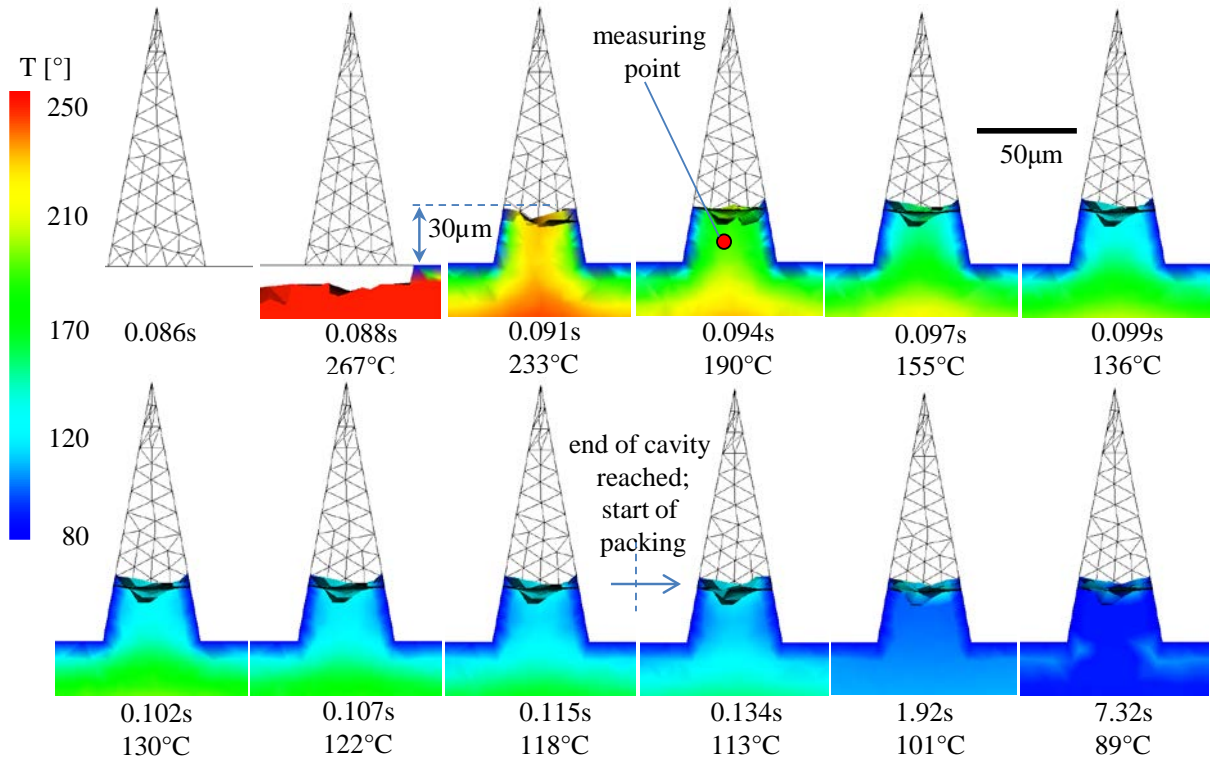 measuring
point
T [°]
250
210
170
120
80
50μm
30μm
0.086s
0.088s
267°C
0.091s
233°C
0.094s
190°C
0.097s
155°C
0.099s
136°C
end of cavity
reached;
start of
packing
0.102s
130°C
0.107s
122°C
0.115s
118°C
0.134s
113°C
1.92s
101°C
7.32s
89°C